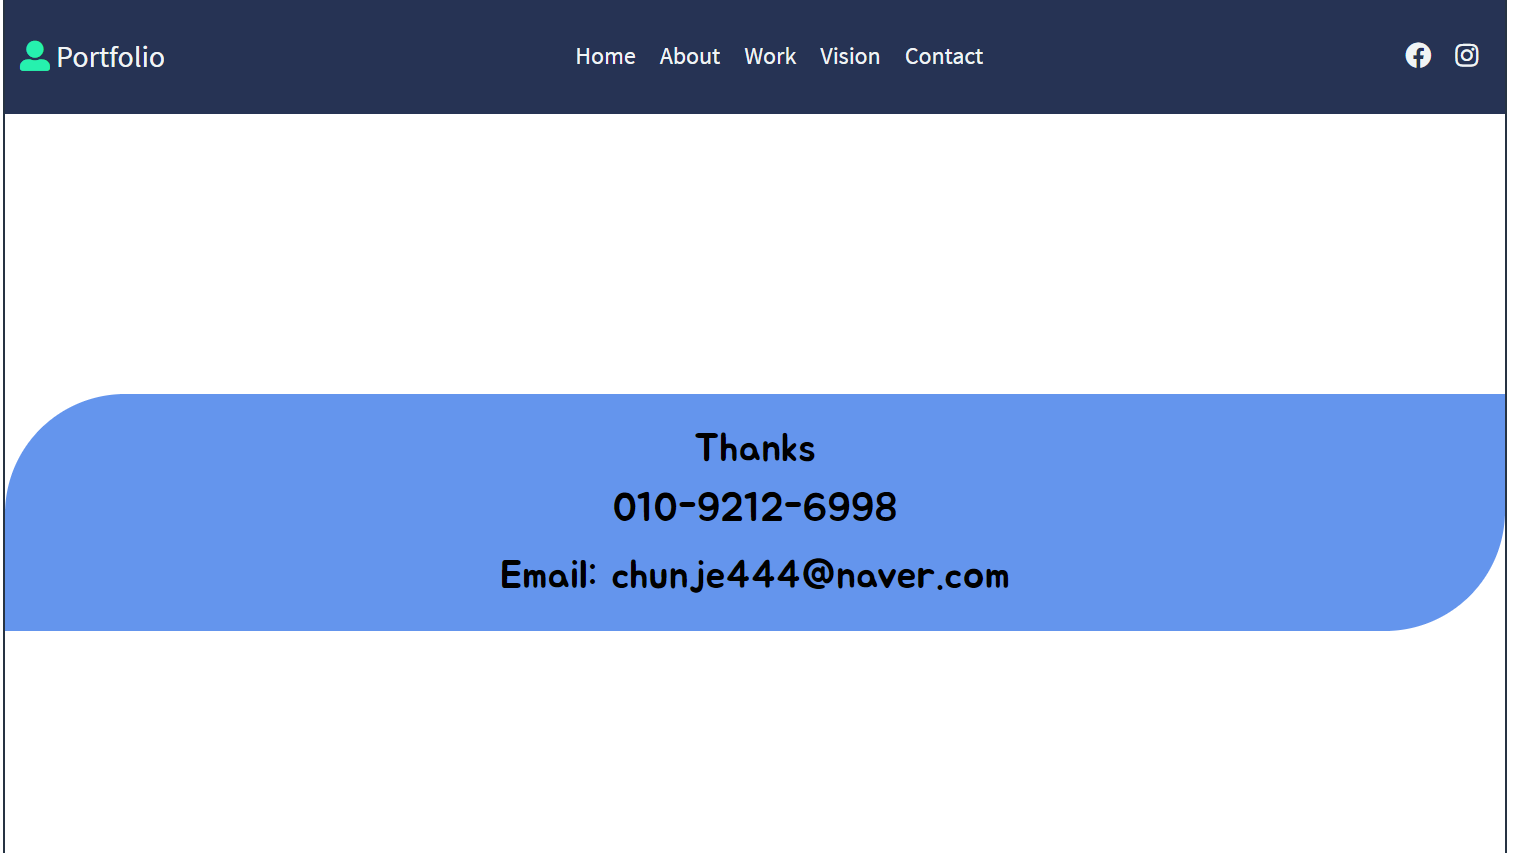 Portfolio
Home About Work Vision Contact
Thanks
010-9212-6998
Email: chunje444@naver.com